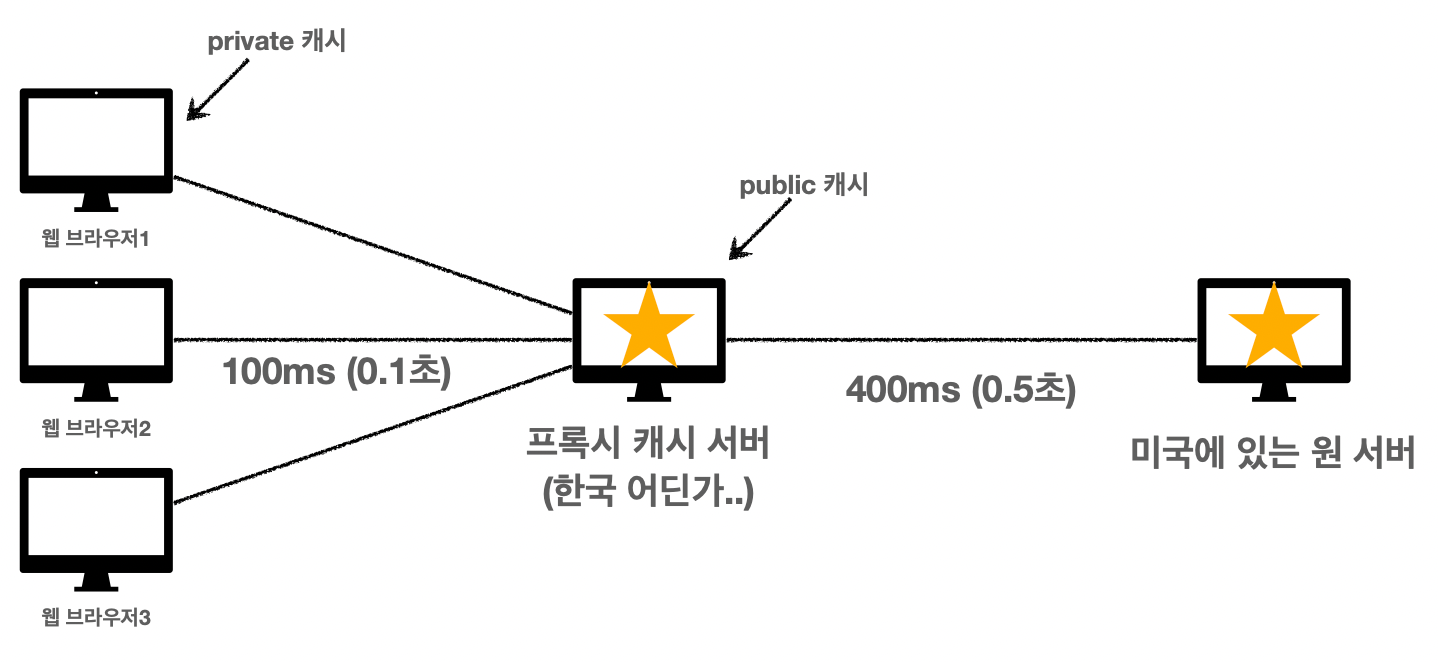 private 캐시
public 캐시
웹 브라우저1
웹 브라우저2
100ms (0.1초)
400ms (0.5초)
프록시 캐시 서버
(한국 어딘가..)
미국에 있는 원 서버
웹 브라우저3